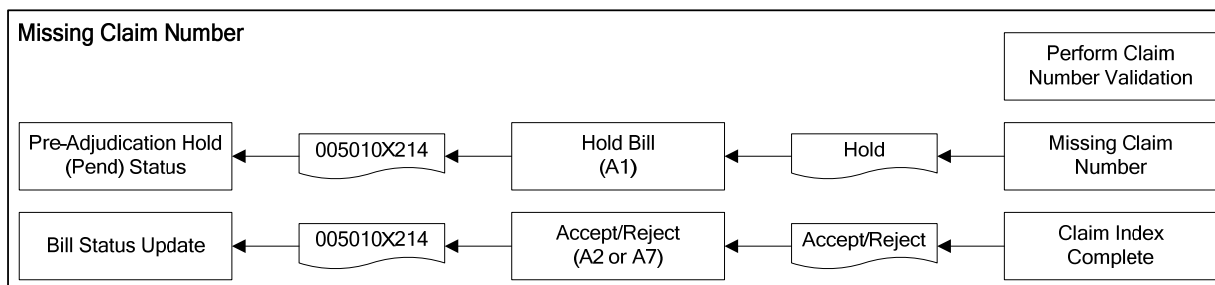 Missing Claim Number
Perform Claim
Number Validation
Pre-Adjudication Hold
(Pend) Status
005010X214
Hold Bill
(A1)
Hold
Missing Claim
Number
Bill Status Update
005010X214
Accept/Reject
(A2 or A7)
Accept/Reject
Claim Index
Complete